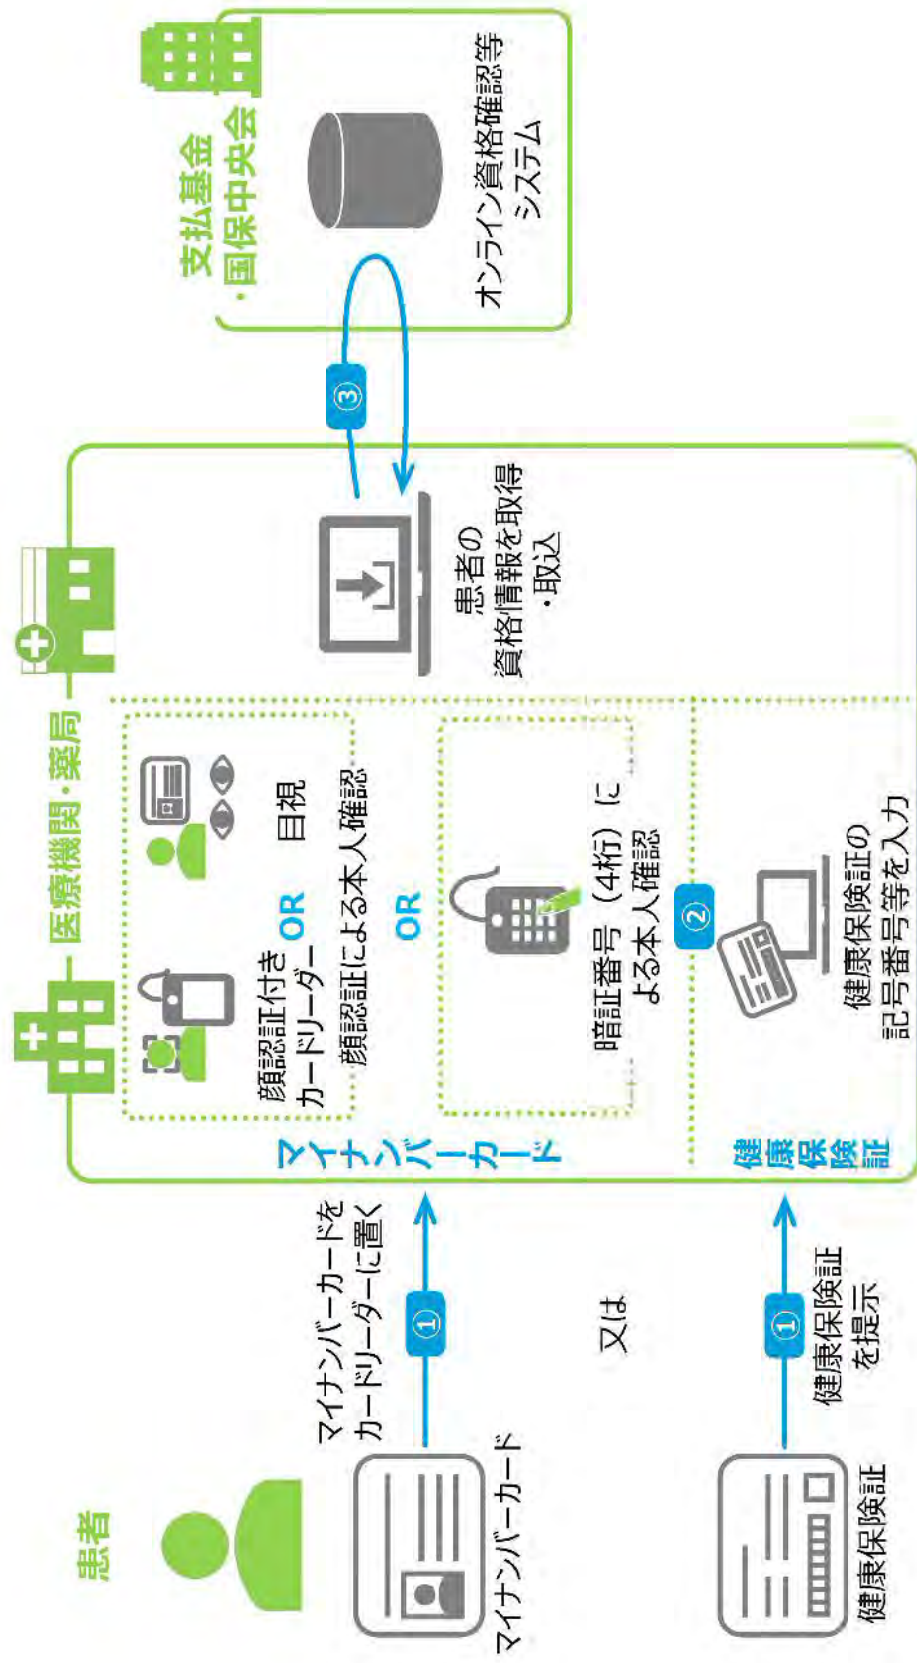 患者
マイナンバーカード
マイナンバーカードを
カードリーダーに置く
①
又は
健康保険証
①
健康保険証
を提示
医療機関・薬局
マイナンバーカード
顔認証付き
カードリーダー
OR
目視
顔認証による本人確認
OR
暗証番号（4桁）に
よる本人確認
②
健康保険証
健康保険証の
記号番号等を入力
患者の
資格情報を取得
・取込
③
支払基金
・国保中央会
オンライン資格確認等
システム